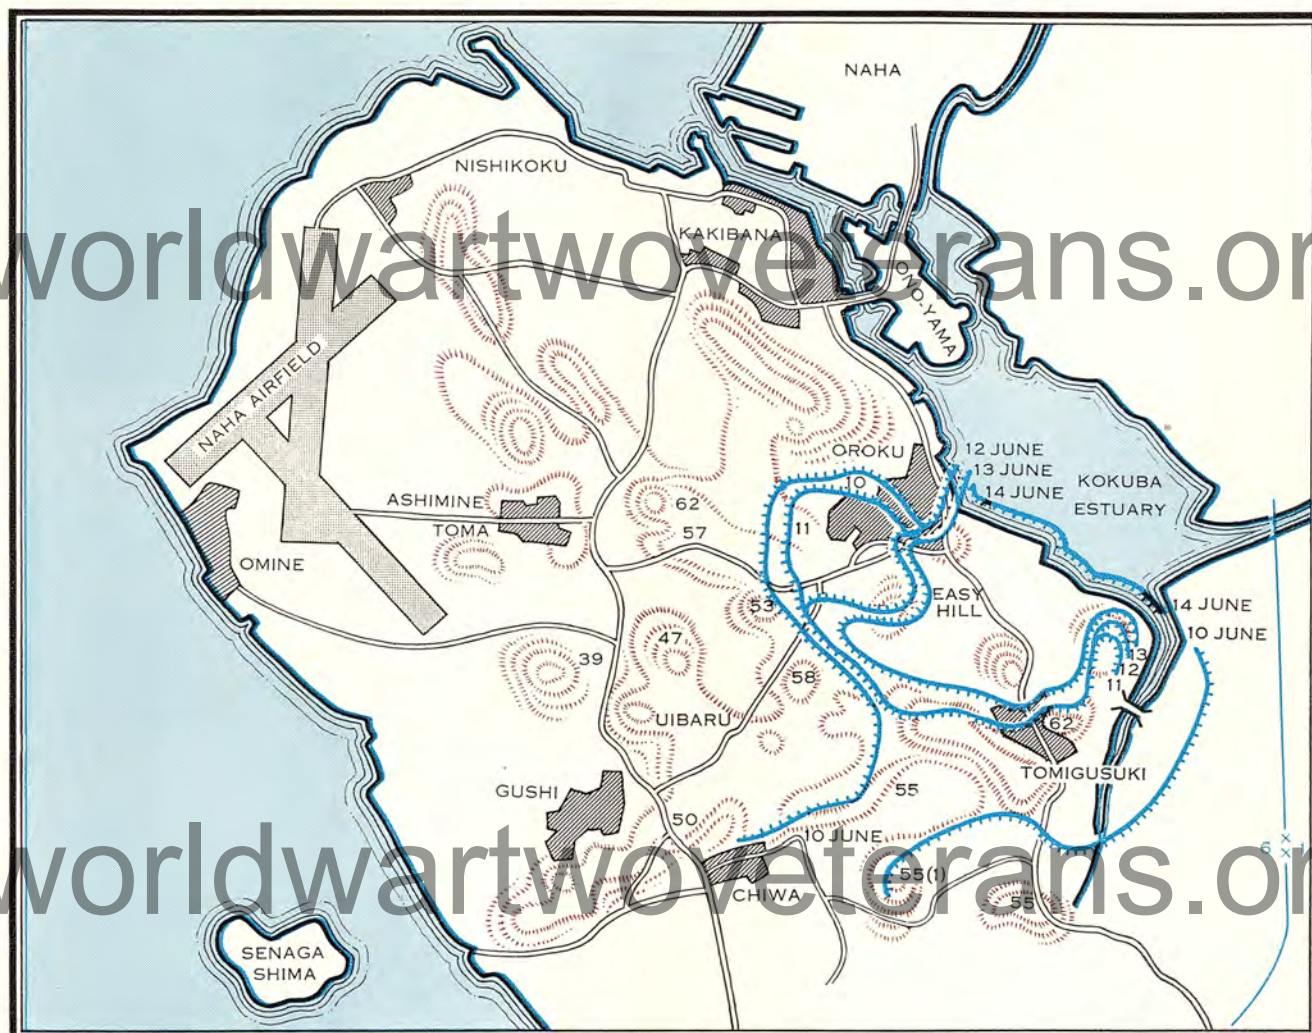 NAHA
NISHIKOKU
KAKIBANA
ONO-YAMA
NAHA AIRFIELD
OROKU
12 JUNE
13 JUNE
14 JUNE
KOKUBA
ESTUARY
10
11
ASHIMINE
TOMA
62
57
OMINE
EASY
HILL
53
14 JUNE
10 JUNE
47
39
13
12
11
58
UIBARU
62
TOMIGUSUKI
GUSHI
55
50
10 JUNE
55(1)
CHIWA
55
SENAGA
SHIMA
worldwartwoveterans.or
worldwartwoveterans.or